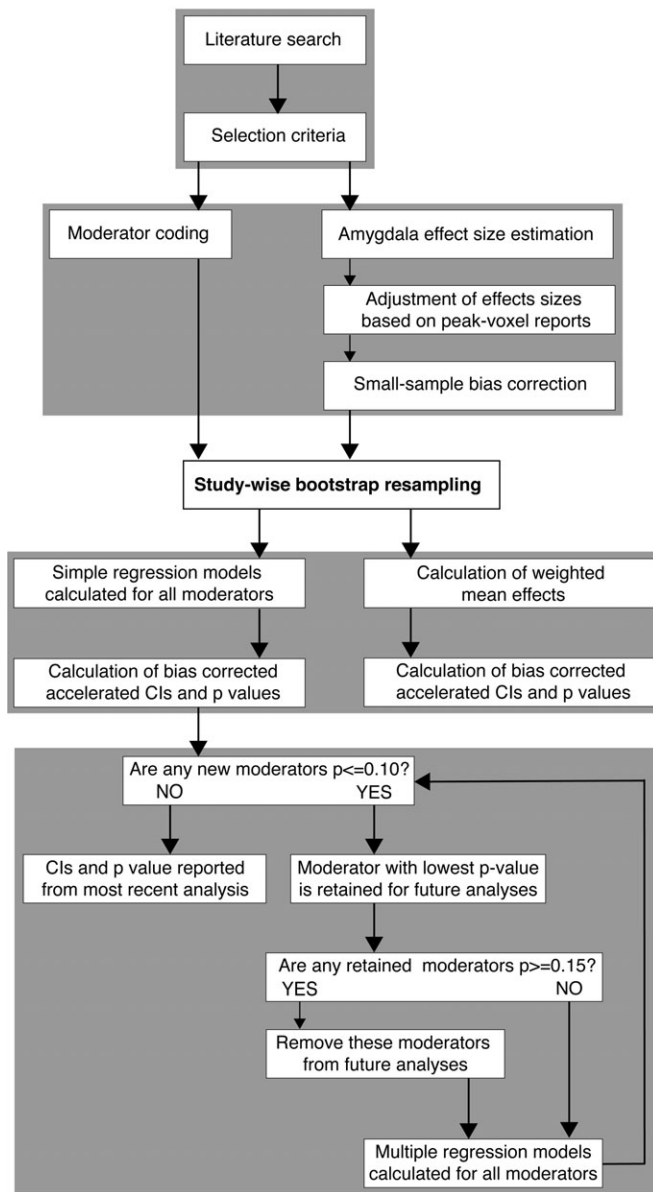 Literature search
Selection criteria
Moderator coding
Amygdala effect size estimation
Adjustment of effects sizes
based on peak-voxel reports
Small-sample bias correction
Study-wise bootstrap resampling
Simple regression models
calculated for all moderators
Calculation of weighted
mean effects
Calculation of bias corrected
accelerated CIs and p values
Calculation of bias corrected
accelerated CIs and p values
Are any new moderators p<=0.10?
NO YES
CIs and p value reported
from most recent analysis
Moderator with lowest p-value
is retained for future analyses
Are any retained moderators p>=0.15?
YES NO
Remove these moderators
from future analyses
Multiple regression models
calculated for all moderators